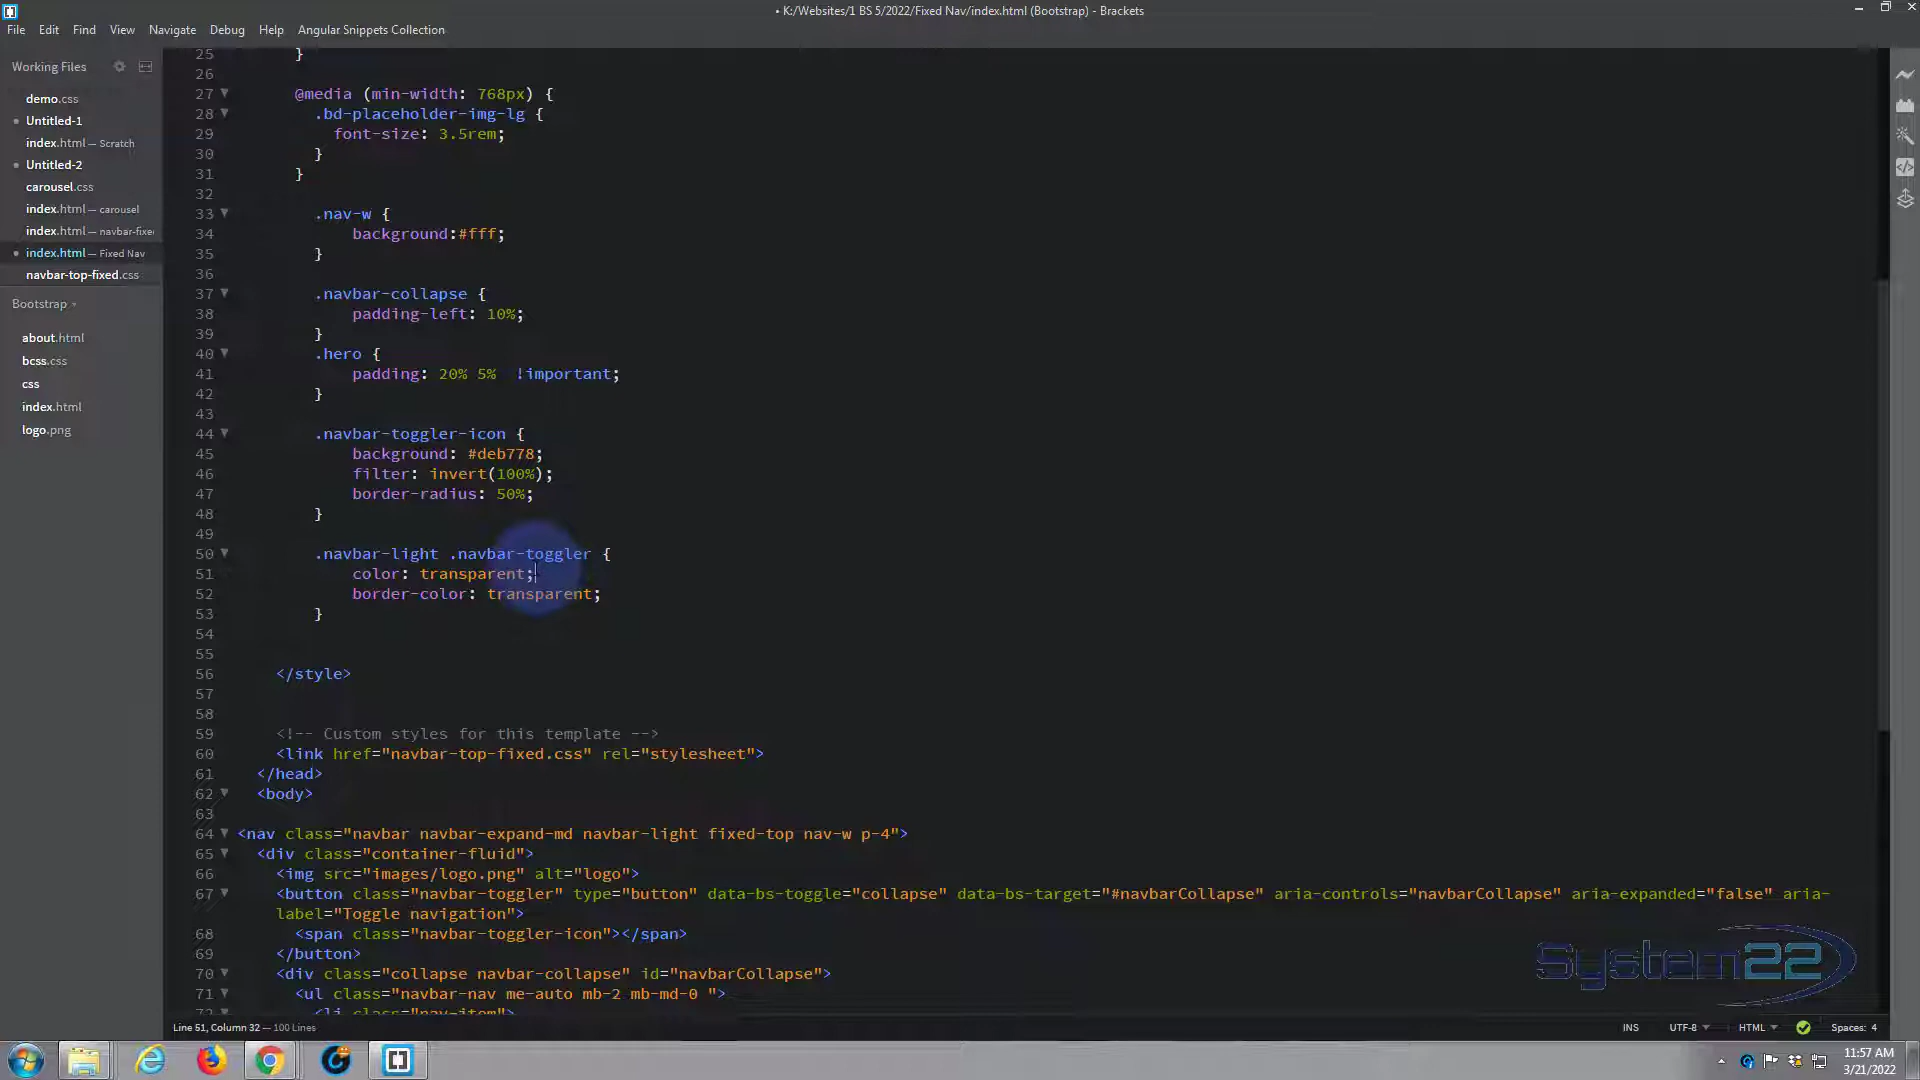 • K:/Websites/1 BS 5/2022/Fixed Nav/index.html (Bootstrap) - Brackets
File Edit Find View Navigate Debug Help Angular Snippets Collection
Working Files
demo.css
Untitled-1
index.html — Scratch
Untitled-2
carousel.css
index.html — carousel
index.html — navbar-fixe
index.html — Fixed Nav
navbar-top-fixed.css
Bootstrap
about.html
bcss.css
css
index.html
logo.png
25 }
26
27 @media (min-width: 768px) {
28 .bd-placeholder-img-lg {
29 font-size: 3.5rem;
30 }
31 }
32
33 .nav-w {
34 background:#fff;
35 }
36
37 .navbar-collapse {
38 padding-left: 10%;
39 }
40 .hero {
41 padding: 20% 5%  !important;
42 }
43
44 .navbar-toggler-icon {
45 background: #deb778;
46 filter: invert(100%);
47 border-radius: 50%;
48 }
49
50 .navbar-light .navbar-toggler {
51 color: transparent;
52 border-color: transparent;
53 }
54
55
56 </style>
57
58
59 <!-- Custom styles for this template -->
60 <link href="navbar-top-fixed.css" rel="stylesheet">
61 </head>
62 <body>
63
64 <nav class="navbar navbar-expand-md navbar-light fixed-top nav-w p-4">
65 <div class="container-fluid">
66 <img src="images/logo.png" alt="logo">
67 <button class="navbar-toggler" type="button" data-bs-toggle="collapse" data-bs-target="#navbarCollapse" aria-controls="navbarCollapse" aria-expanded="false" aria-
label="Toggle navigation">
68 <span class="navbar-toggler-icon"></span>
69 </button>
70 <div class="collapse navbar-collapse" id="navbarCollapse">
71 <ul class="navbar-nav me-auto mb-2 mb-md-0 ">
72 <li class="nav-item">
System22
Line 51, Column 32 — 100 Lines
INS UTF-8 HTML Spaces: 4
11:57 AM
3/21/2022